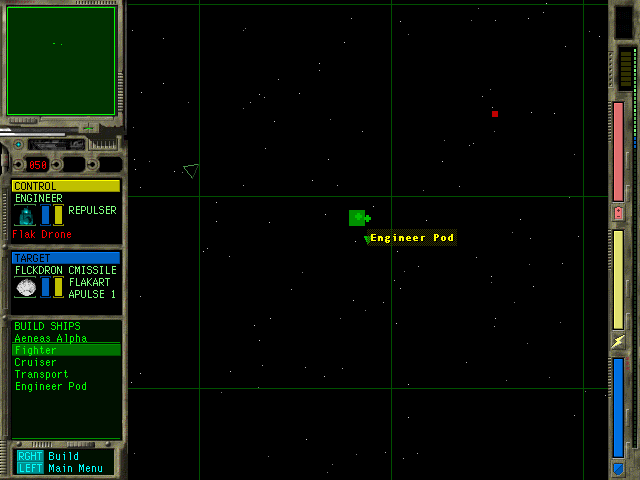 050
CONTROL
ENGINEER
REPULSER
Flak Drona
TARGET
FLCKDRON CMISSILE
FLAKART
APULSE 1
Engineer Pod
BUILD SHIPS
Aeneas Alpha
Fighter
Cruiser
Transport
Engineer Pod
RGHT Build
LEFT Main Menu